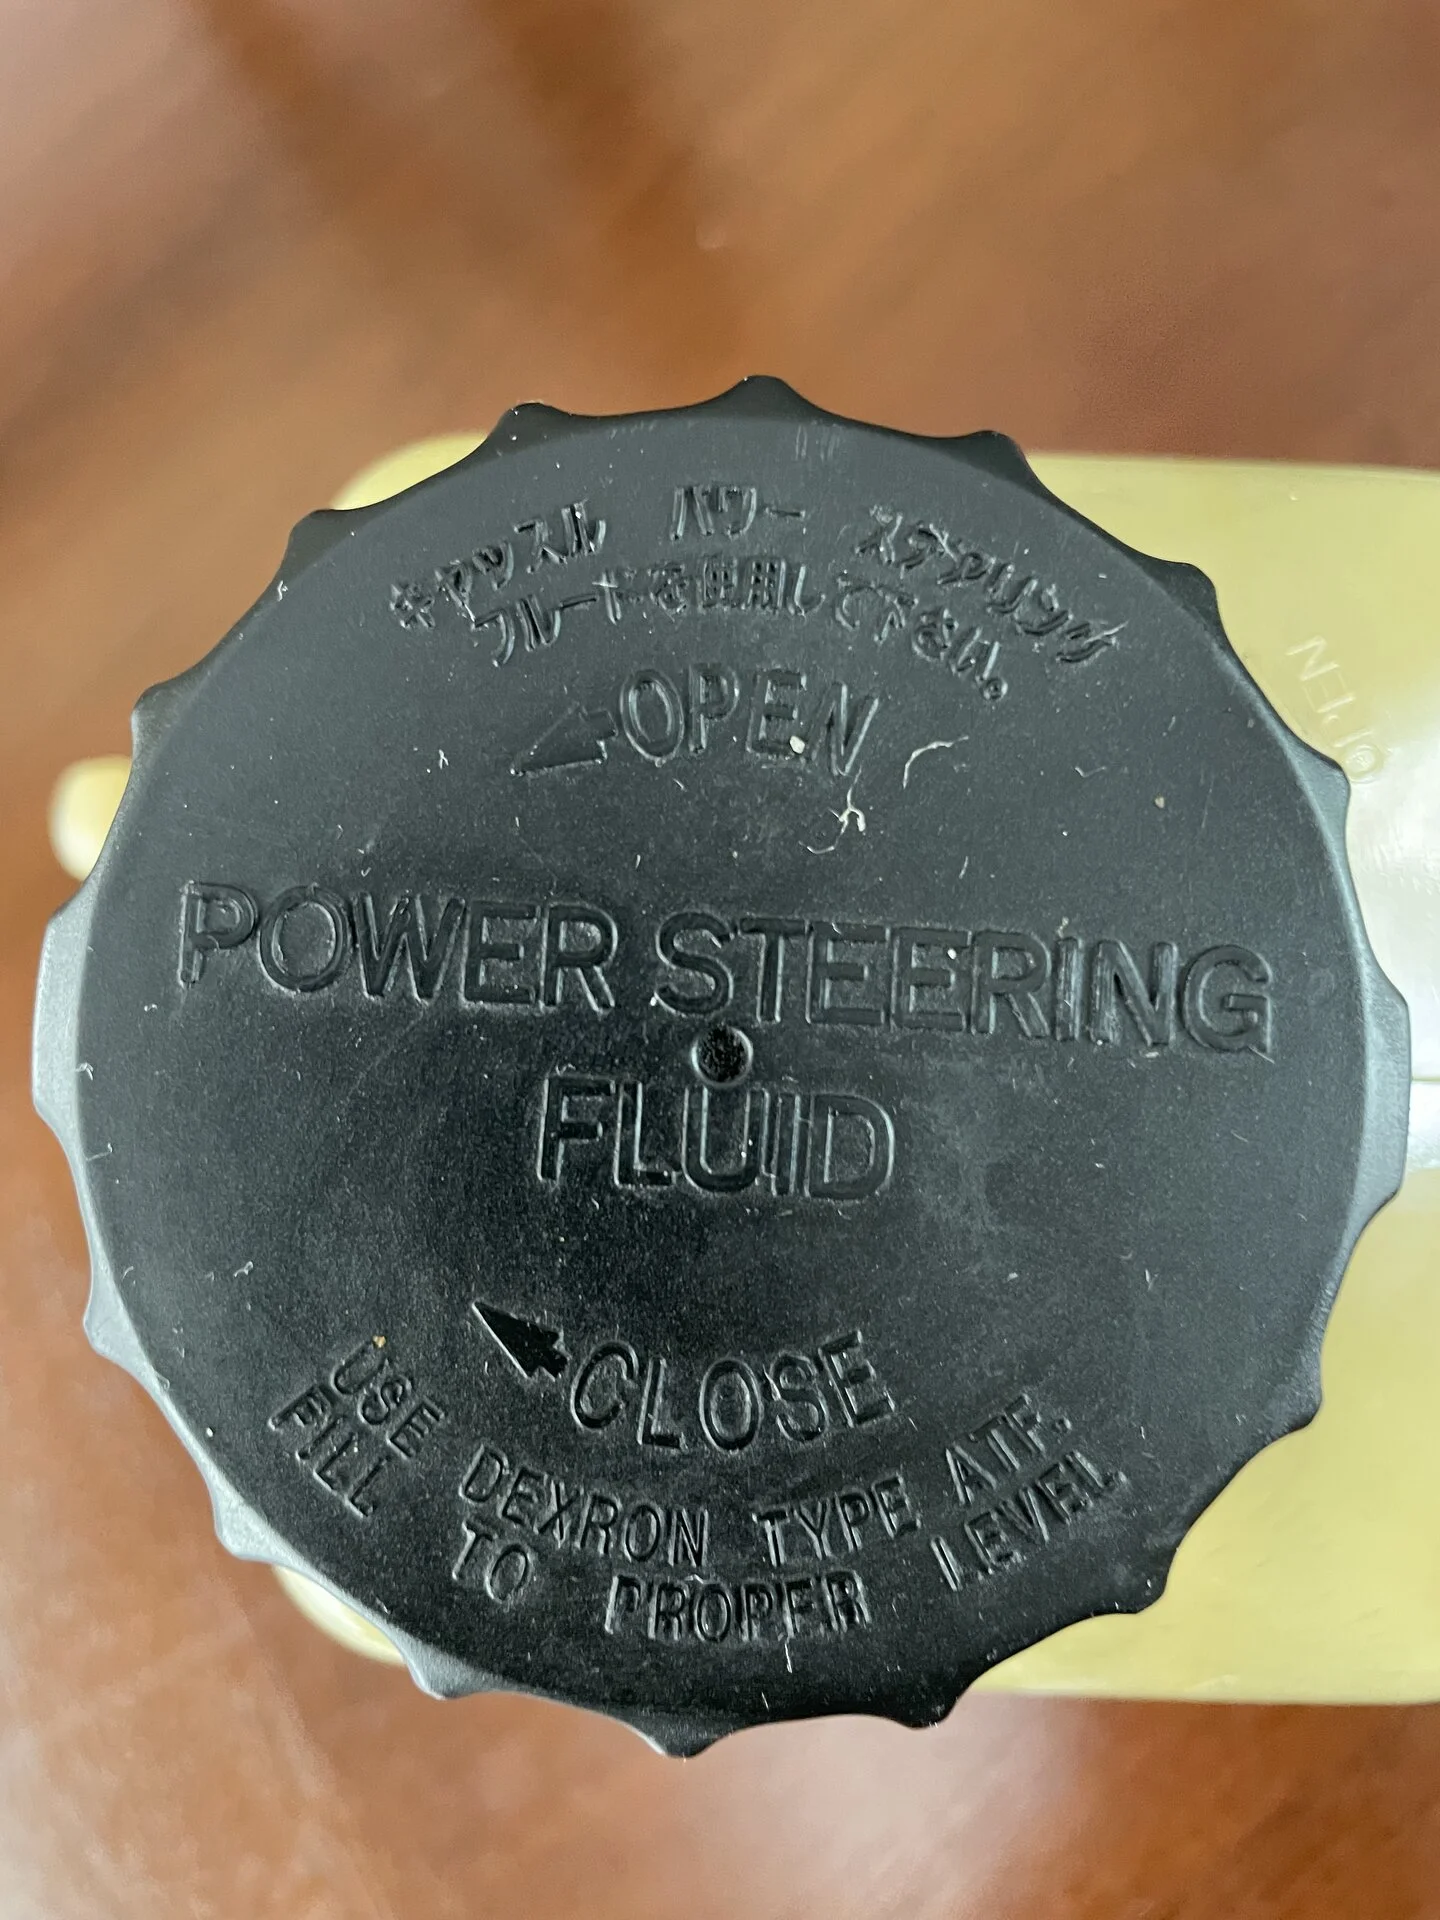 キャッスル パワー ステアリング
フルードを使用して下さい。
OPEN
POWER STEERING
FLUID
CLOSE
USE DEXRON TYPE ATF.
FILL TO PROPER LEVEL.
OPEN